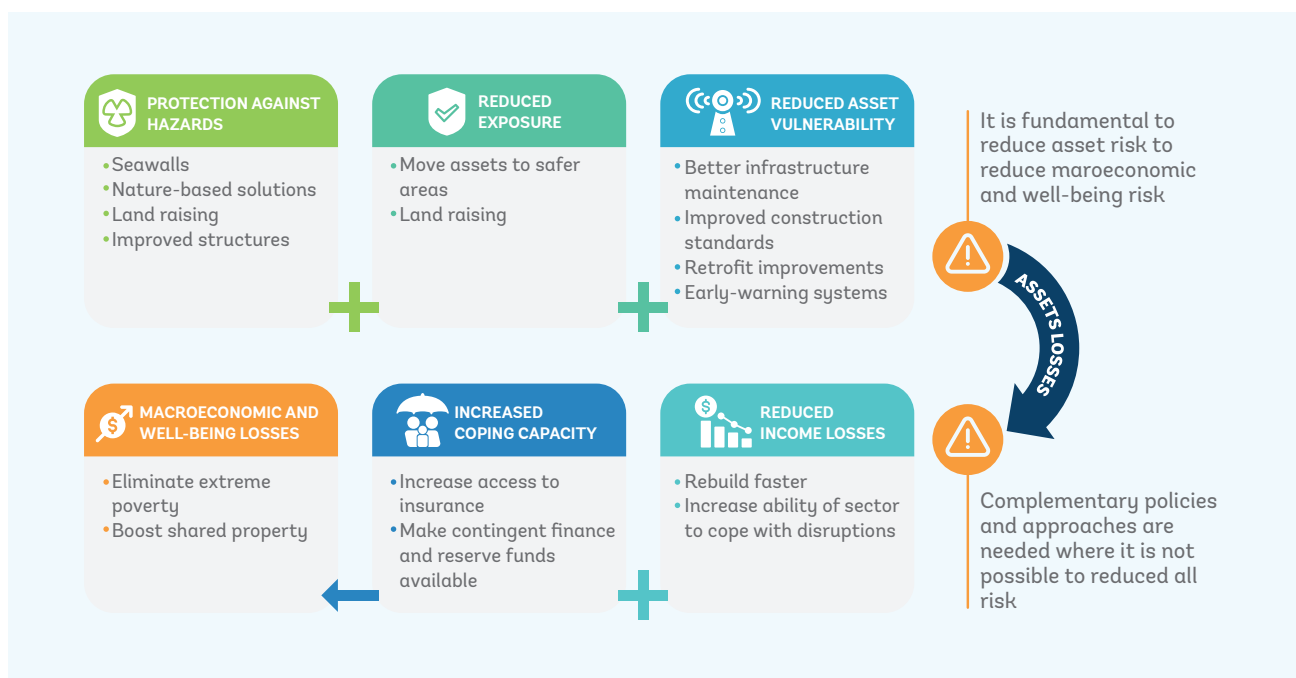 PROTECTION AGAINST
HAZARDS
• Seawalls
• Nature-based solutions
• Land raising
• Improved structures
REDUCED
EXPOSURE
• Move assets to safer
areas
• Land raising
REDUCED ASSET
VULNERABILITY
• Better infrastructure
maintenance
• Improved construction
standards
• Retrofit improvements
• Early-warning systems
It is fundamental to
reduce asset risk to
reduce maroeconomic
and well-being risk
ASSETS LOSSES
MACROECONOMIC AND
WELL-BEING LOSSES
• Eliminate extreme
poverty
• Boost shared property
INCREASED
COPING CAPACITY
• Increase access to
insurance
• Make contingent finance
and reserve funds
available
REDUCED
INCOME LOSSES
• Rebuild faster
• Increase ability of sector
to cope with disruptions
Complementary policies
and approaches are
needed where it is not
possible to reduced all
risk